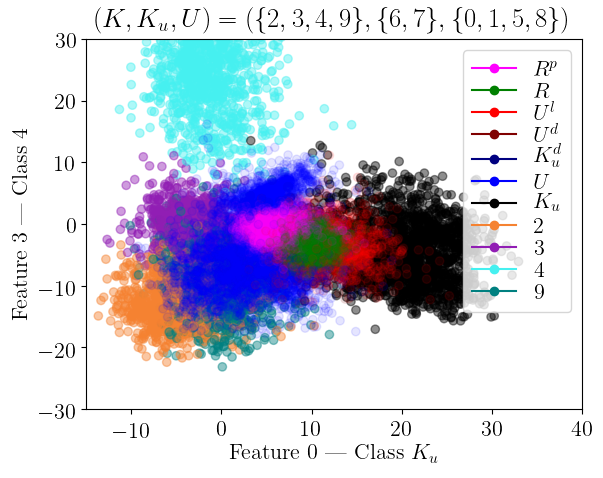 (K, K_u, U) = ({2, 3, 4, 9}, {6, 7}, {0, 1, 5, 8})
30
20
10
0
−10
−20
−30
Feature 3 — Class 4
R^p
R
U^l
U^d
K_u^d
U
K_u
2
3
4
9
−10 0 10 20 30 40
Feature 0 — Class K_u